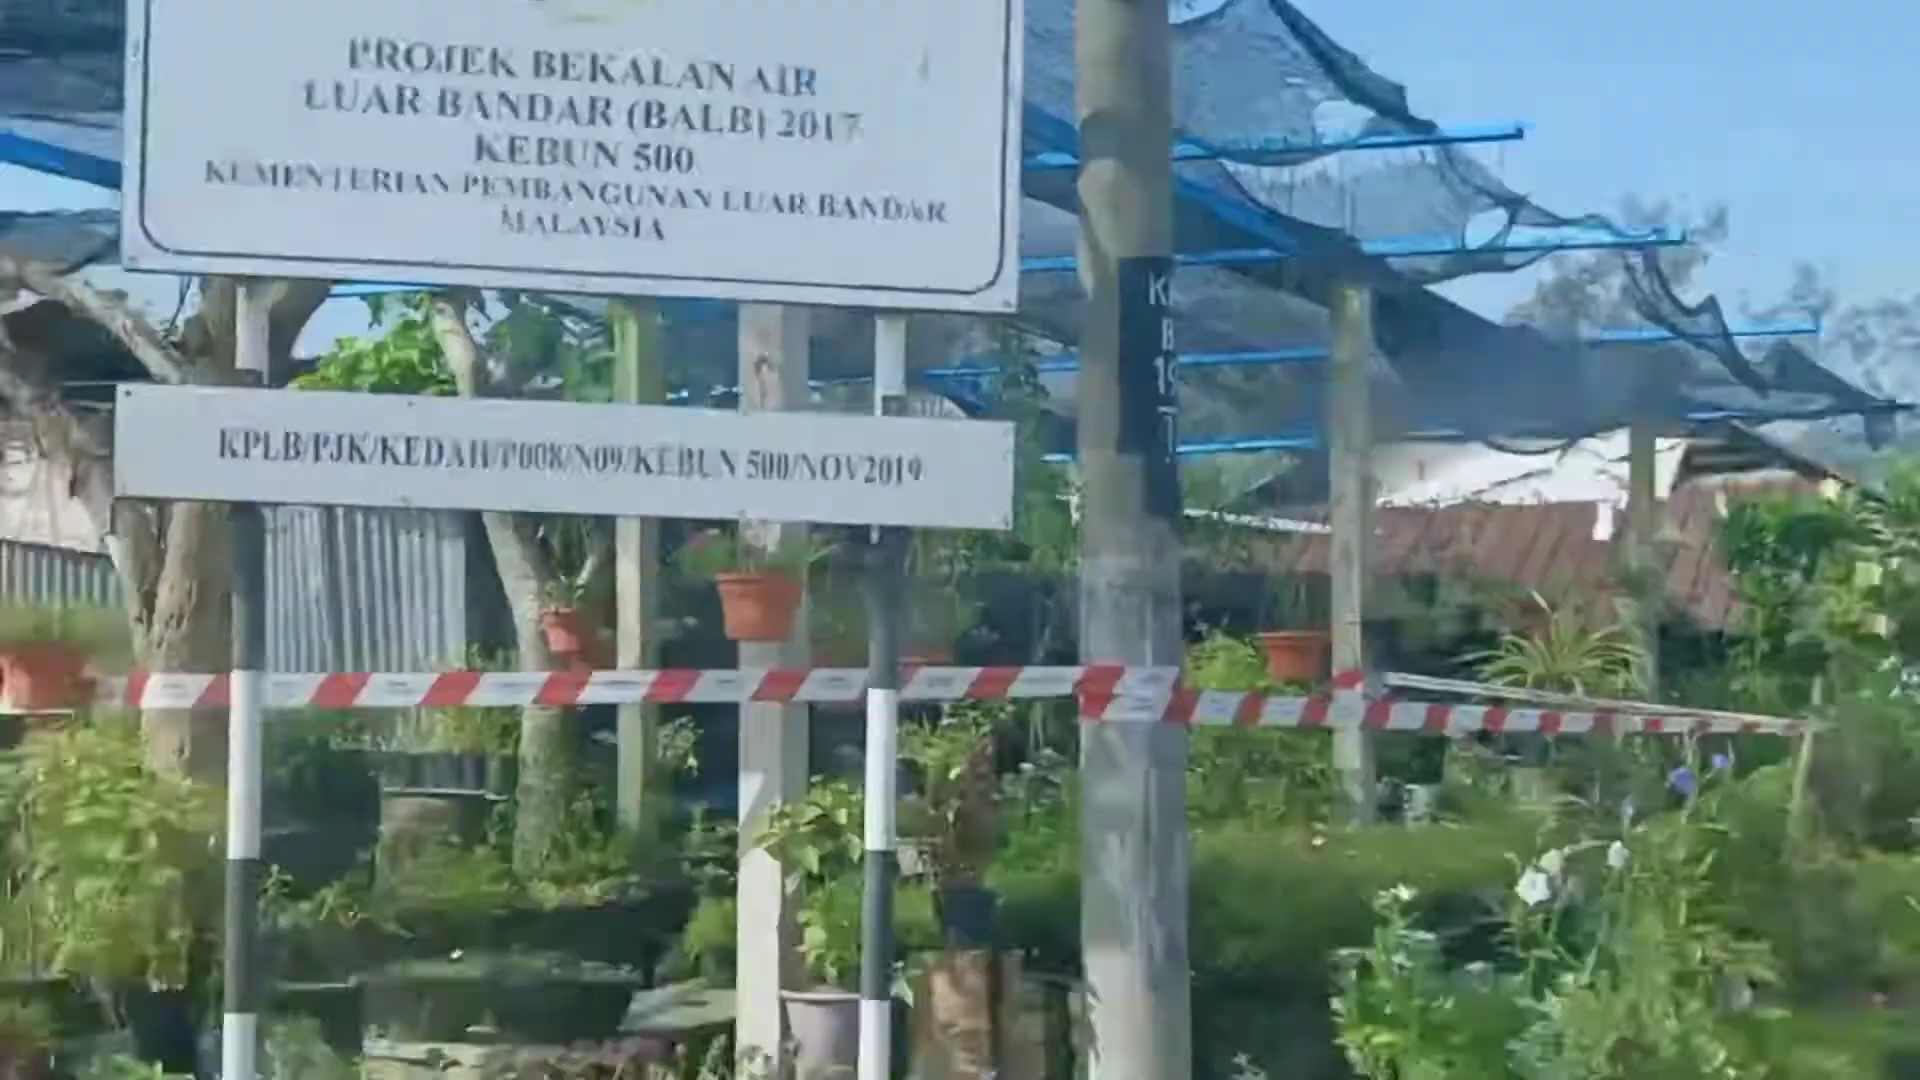 PROJEK BEKALAN AIR
LUAR BANDAR (BALB) 2017
KEBUN 500
KEMENTERIAN PEMBANGUNAN LUAR BANDAR
MALAYSIA
KPLB/PJK/KEDAH/P008/N09/KEBUN 500/NOV2019
B